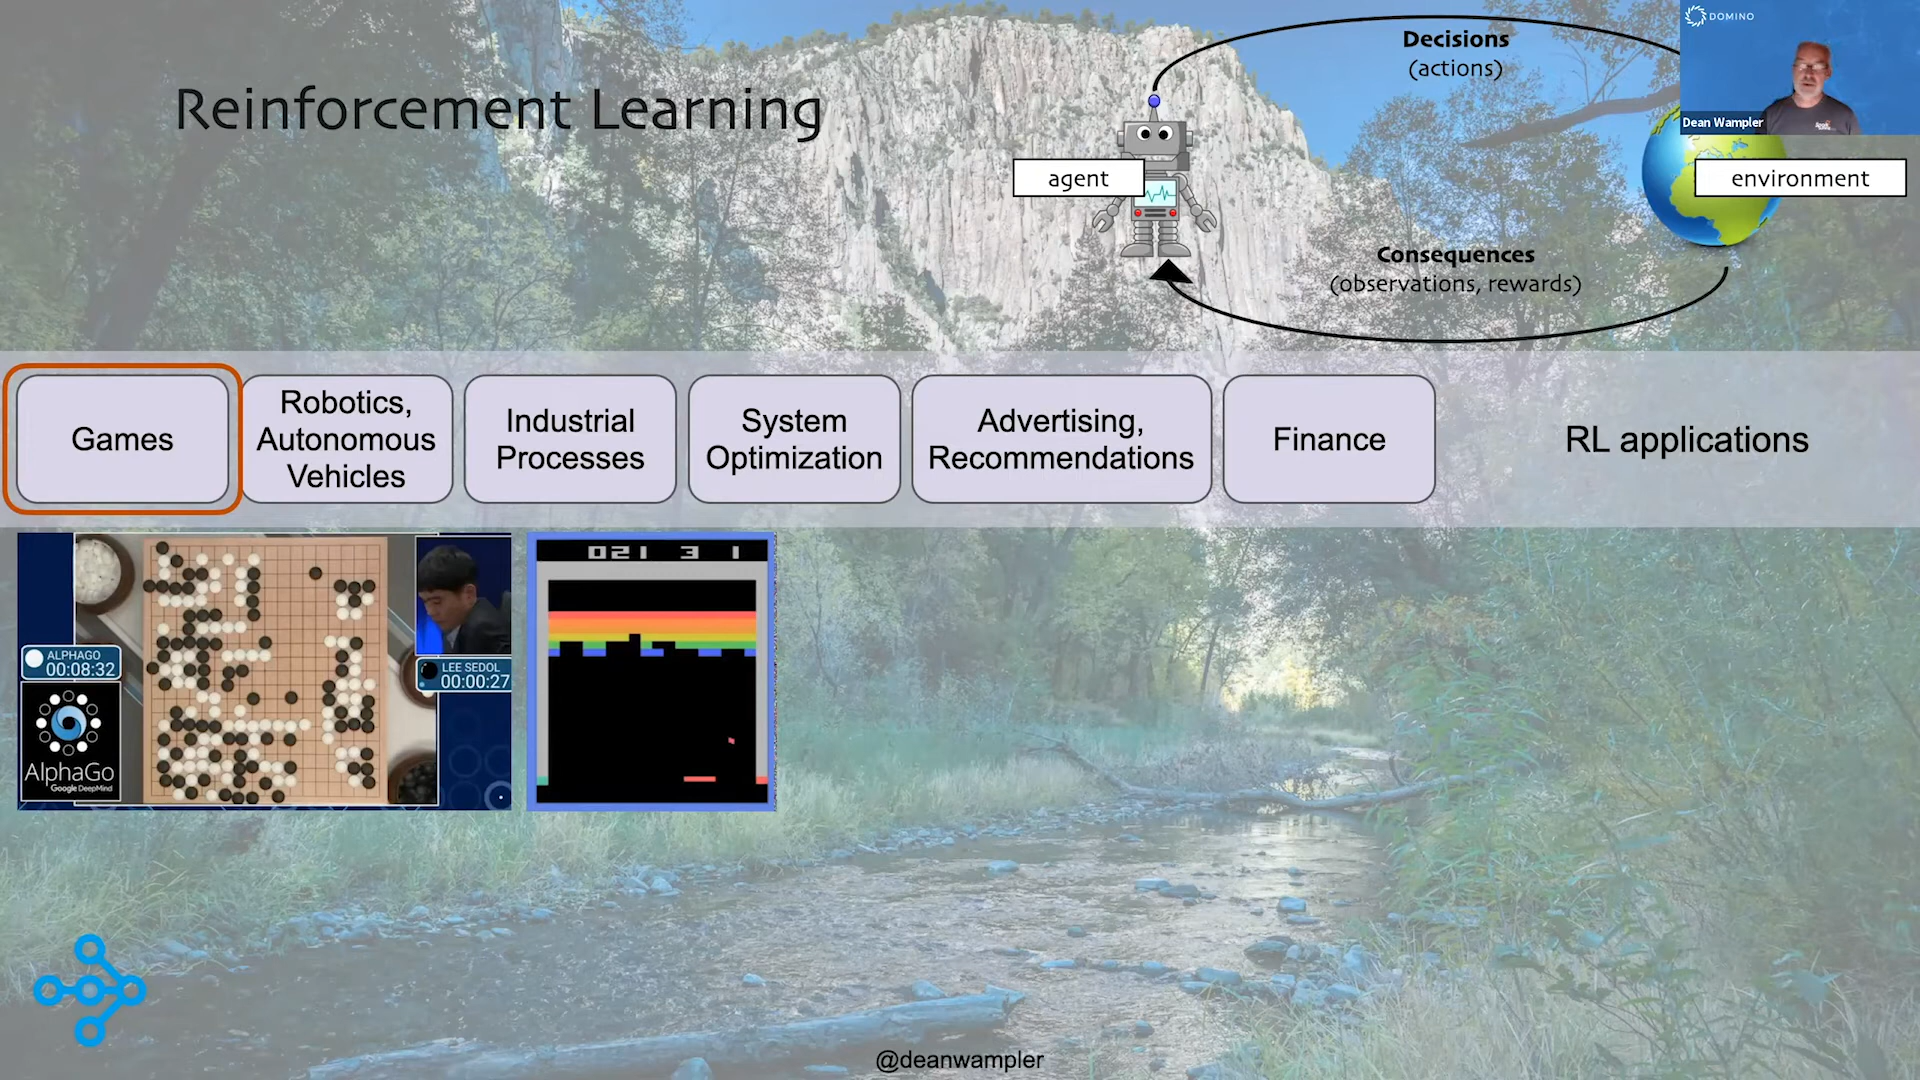 DOMINO
Dean Wampler
Reinforcement Learning
Decisions
(actions)
agent
environment
Consequences
(observations, rewards)
Games
Robotics,
Autonomous
Vehicles
Industrial
Processes
System
Optimization
Advertising,
Recommendations
Finance
RL applications
ALPHAGO
00:08:32
LEE SEDOL
00:00:27
AlphaGo
Google DeepMind
021 3 1
@deanwampler